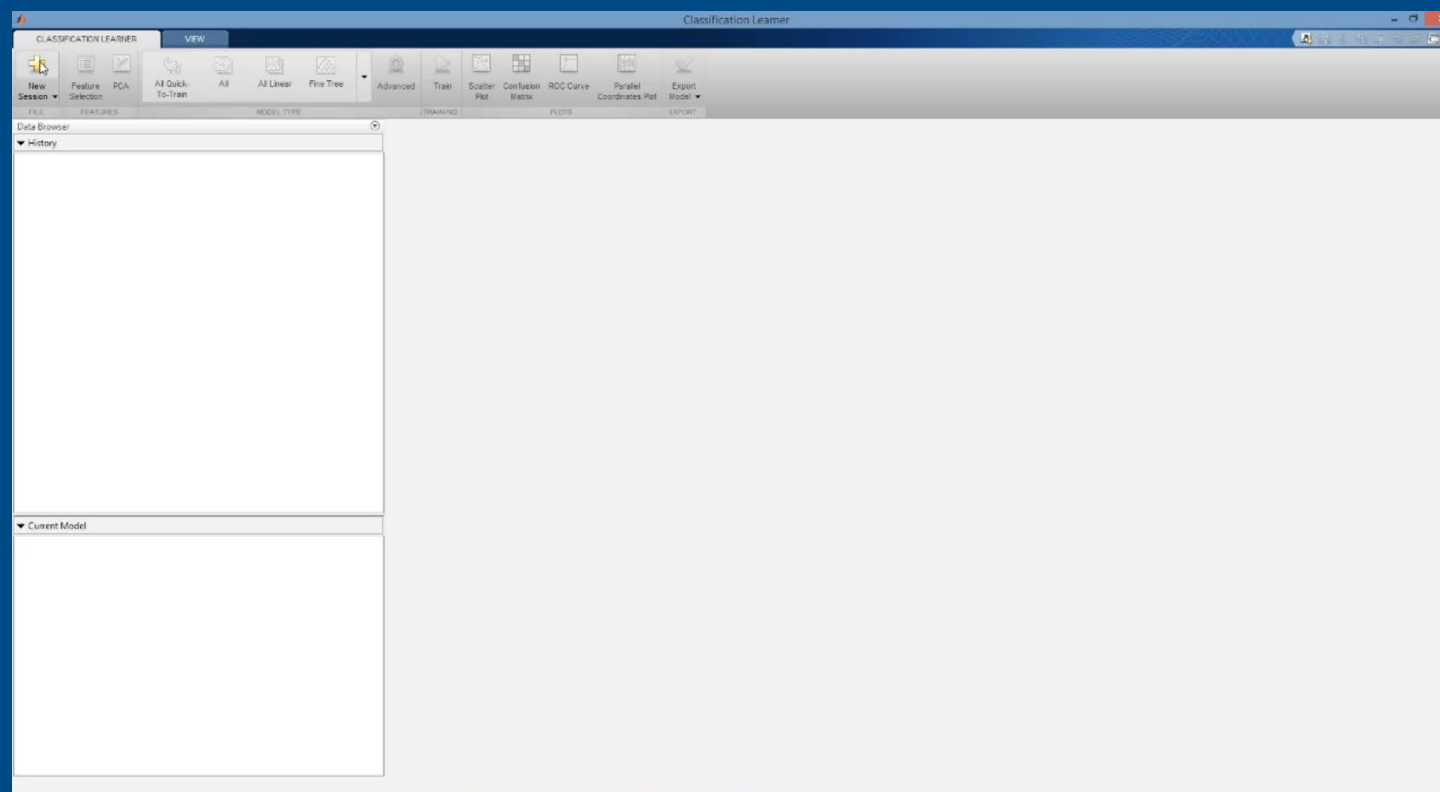 Classification Learner
CLASSIFICATION LEARNER VIEW
New Session
Feature Selection
PCA
All Quick-To-Train
All
All Linear
Fine Tree
Advanced
Train
Scatter Plot
Confusion Matrix
ROC Curve
Parallel Coordinates Plot
Export Model
FILE FEATURES MODEL TYPE TRAINING PLOTS EXPORT
Data Browser
History
Current Model